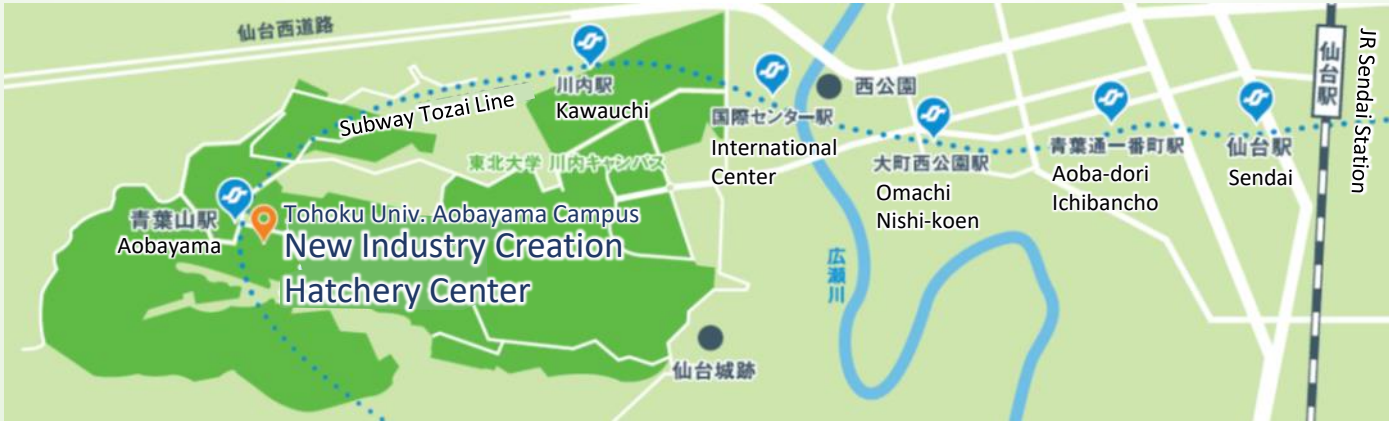 仙台西道路
川内駅
Kawauchi
Subway Tozai Line
東北大学 川内キャンパス
青葉山駅
Aobayama
Tohoku Univ. Aobayama Campus
New Industry Creation
Hatchery Center
国際センター駅
International
Center
西公園
大町西公園駅
Omachi
Nishi-koen
青葉通一番町駅
Aoba-dori
Ichibancho
仙台駅
Sendai
仙台駅
JR Sendai Station
広瀬川
仙台城跡